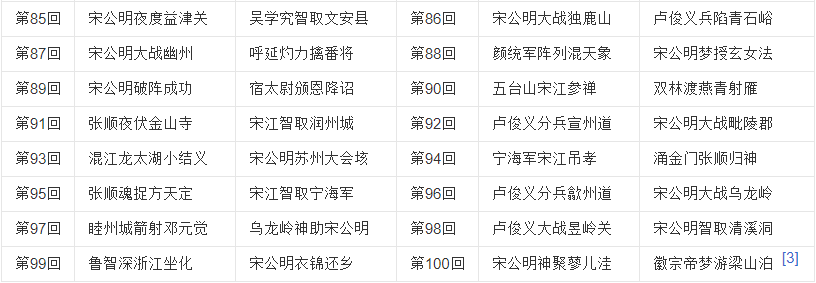 第85回 宋公明夜度益津关 吴学究智取文安县 第86回 宋公明大战独鹿山 卢俊义兵陷青石峪
第87回 宋公明大战幽州 呼延灼力擒番将 第88回 颜统军阵列混天象 宋公明梦授玄女法
第89回 宋公明破阵成功 宿太尉颁恩降诏 第90回 五台山宋江参禅 双林渡燕青射雁
第91回 张顺夜伏金山寺 宋江智取润州城 第92回 卢俊义分兵宣州道 宋公明大战毗陵郡
第93回 混江龙太湖小结义 宋公明苏州大会垓 第94回 宁海军宋江吊孝 涌金门张顺归神
第95回 张顺魂捉方天定 宋江智取宁海军 第96回 卢俊义分兵歙州道 宋公明大战乌龙岭
第97回 睦州城箭射邓元觉 乌龙岭神助宋公明 第98回 卢俊义大战昱岭关 宋公明智取清溪洞
第99回 鲁智深浙江坐化 宋公明衣锦还乡 第100回 宋公明神聚蓼儿洼 徽宗帝梦游梁山泊 [3]